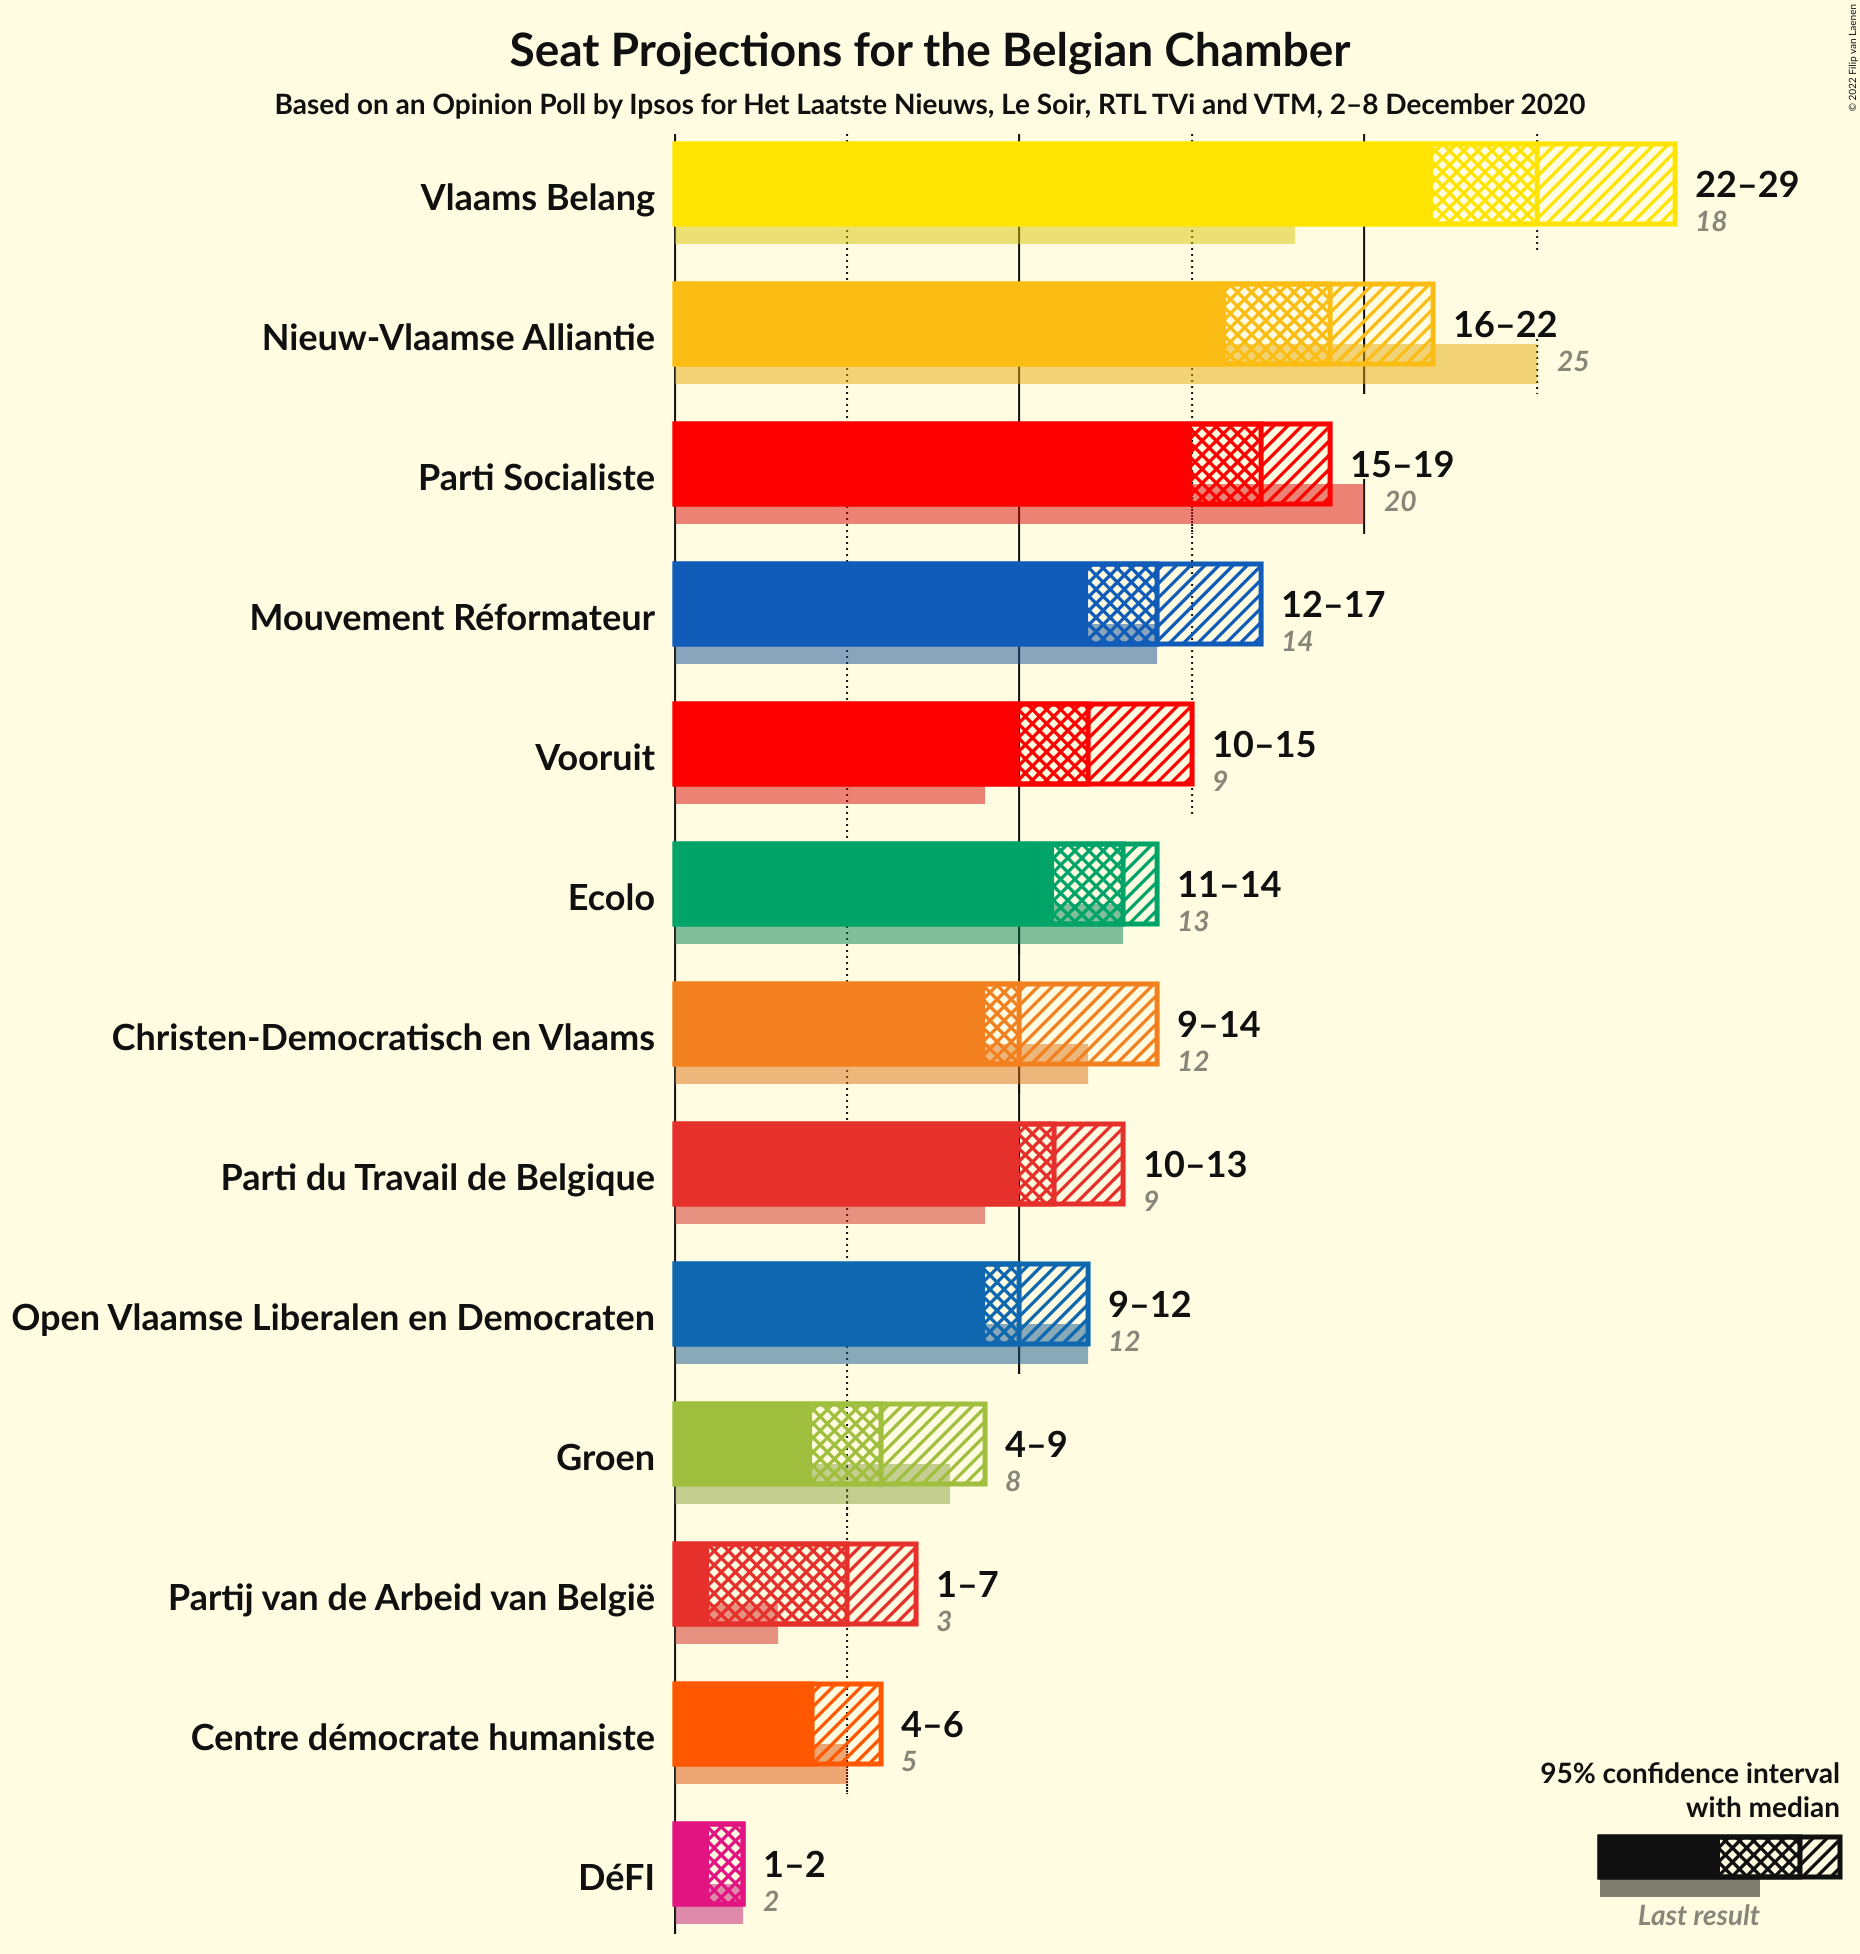 Seat Projections for the Belgian Chamber
Based on an Opinion Poll by Ipsos for Het Laatste Nieuws, Le Soir, RTL TVi and VTM, 2–8 December 2020
© 2022 Filip van Laenen
Vlaams Belang
22–29
18
Nieuw-Vlaamse Alliantie
16–22
25
Parti Socialiste
15–19
20
Mouvement Réformateur
12–17
14
Vooruit
10–15
9
Ecolo
11–14
13
Christen-Democratisch en Vlaams
9–14
12
Parti du Travail de Belgique
10–13
9
Open Vlaamse Liberalen en Democraten
9–12
12
Groen
4–9
8
Partij van de Arbeid van België
1–7
3
Centre démocrate humaniste
4–6
5
DéFI
1–2
2
95% confidence interval
with median
Last result